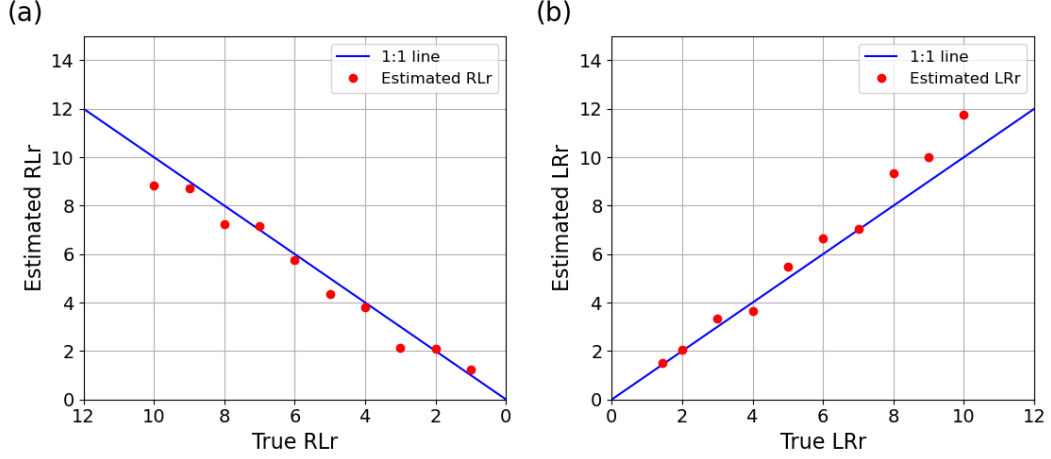 (a)
1:1 line
Estimated RLr
14
12
10
8
6
4
2
0
Estimated RLr
12 10 8 6 4 2 0
True RLr
(b)
1:1 line
Estimated LRr
14
12
10
8
6
4
2
0
Estimated LRr
0 2 4 6 8 10 12
True LRr